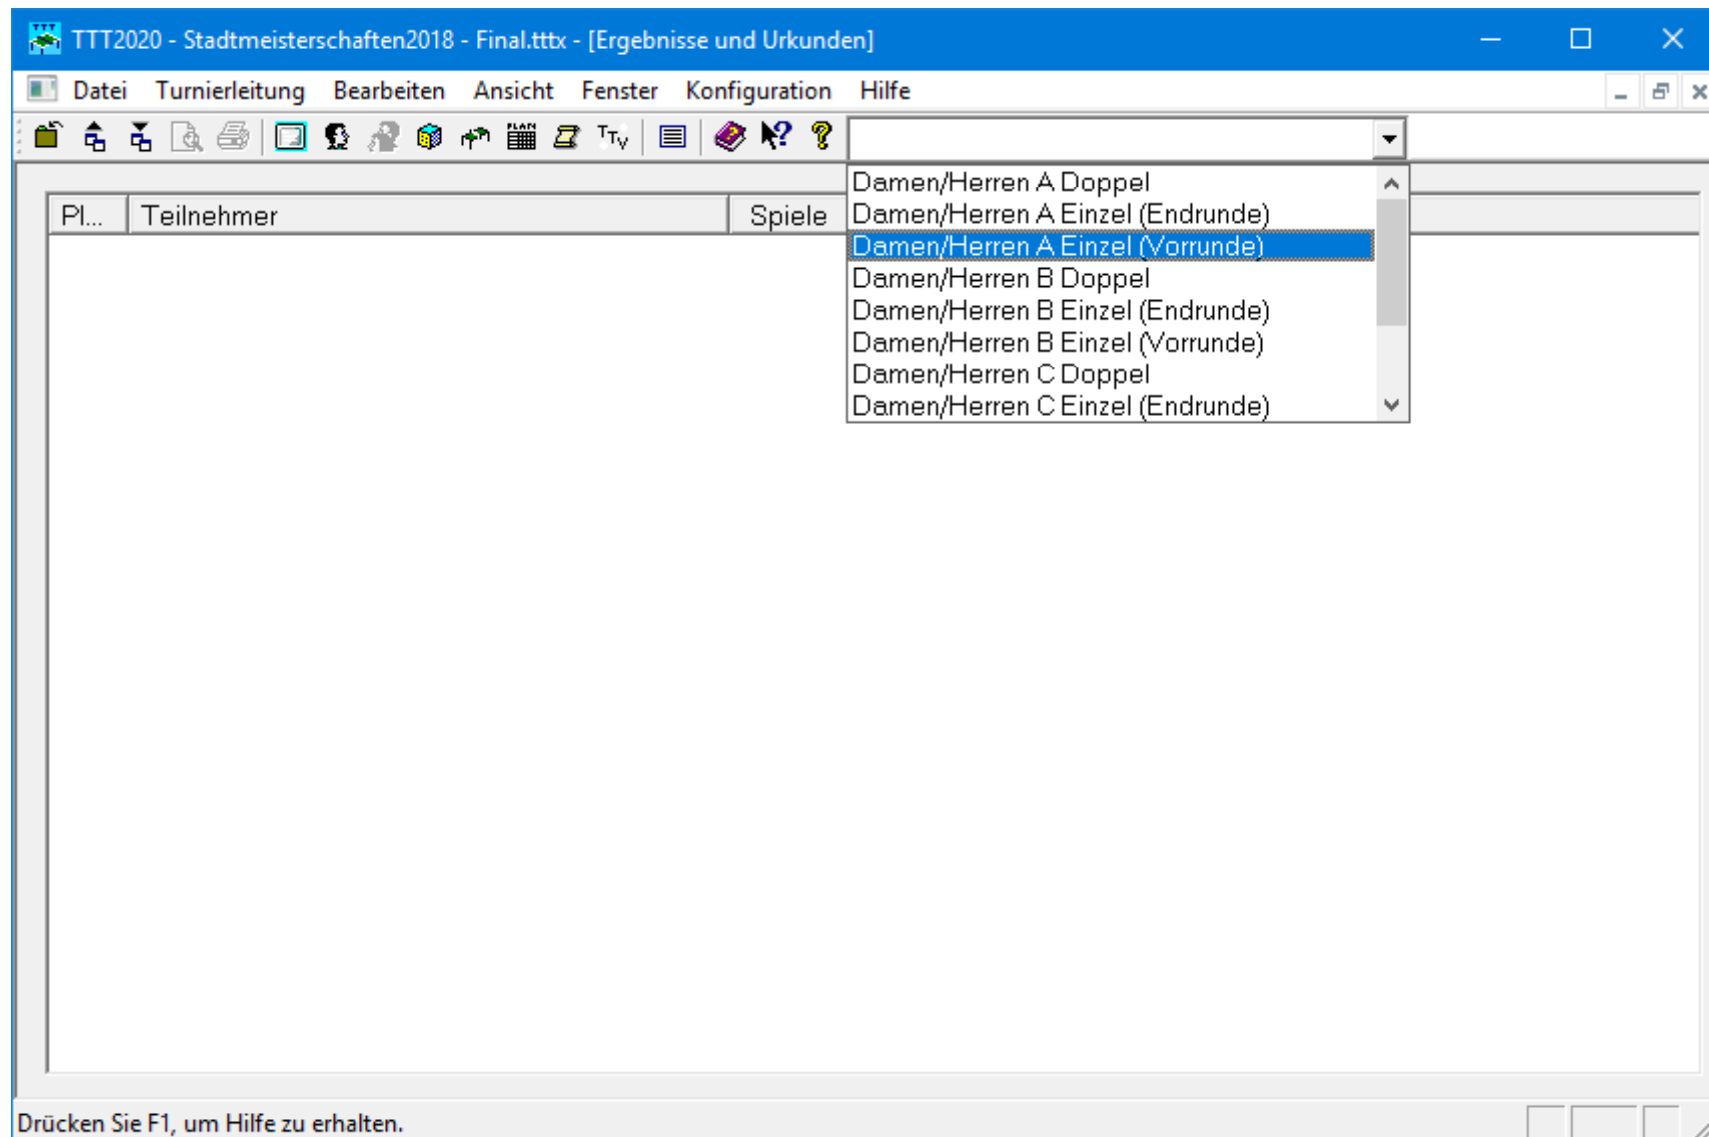 TTT2020 - Stadtmeisterschaften2018 - Final.tttx - [Ergebnisse und Urkunden]
Datei Turnierleitung Bearbeiten Ansicht Fenster Konfiguration Hilfe
PLAN TTV
Pl... Teilnehmer Spiele
Damen/Herren A Doppel
Damen/Herren A Einzel (Endrunde)
Damen/Herren A Einzel (Vorrunde)
Damen/Herren B Doppel
Damen/Herren B Einzel (Endrunde)
Damen/Herren B Einzel (Vorrunde)
Damen/Herren C Doppel
Damen/Herren C Einzel (Endrunde)
Drücken Sie F1, um Hilfe zu erhalten.